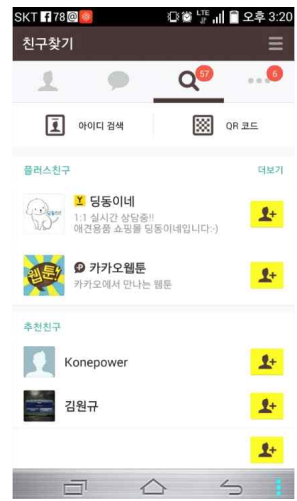 SKT f 78 @ LTE 오후 3:20
친구찾기
57
6
아이디 검색 QR 코드
플러스친구 더보기
딩동이네
1:1 실시간 상담중!!
애견용품 쇼핑몰 딩동이네입니다:-)
웹툰!
카카오웹툰
카카오에서 만나는 웹툰
추천친구
Konepower
김원규